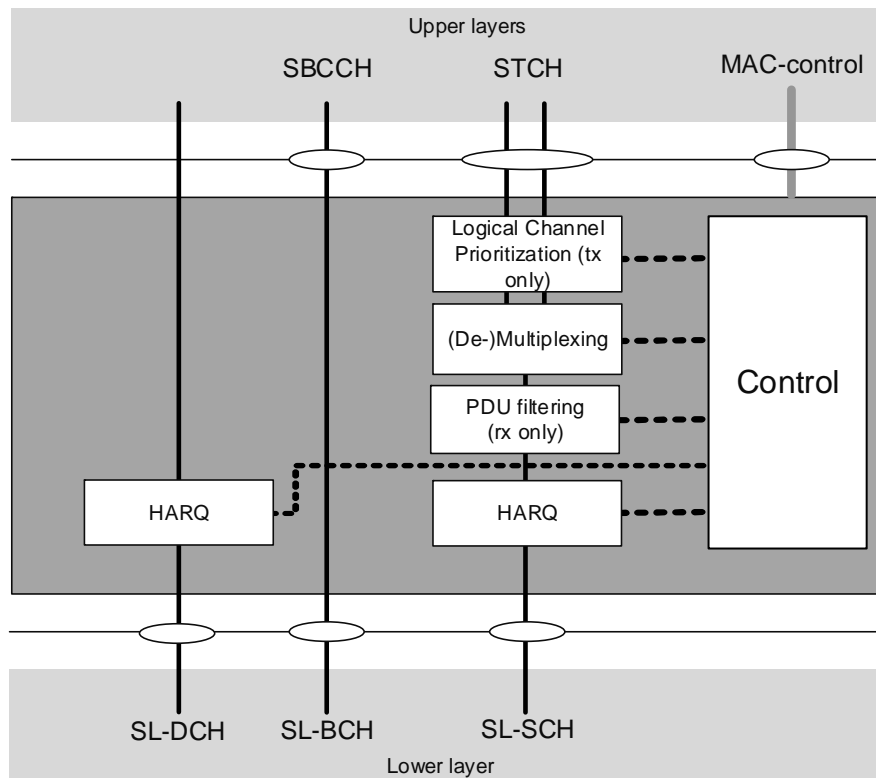 Upper layers
SBCCH
STCH
MAC-control
Logical Channel
Prioritization (tx
only)
(De-)Multiplexing
Control
PDU filtering
(rx only)
HARQ
HARQ
SL-DCH
SL-BCH
SL-SCH
Lower layer